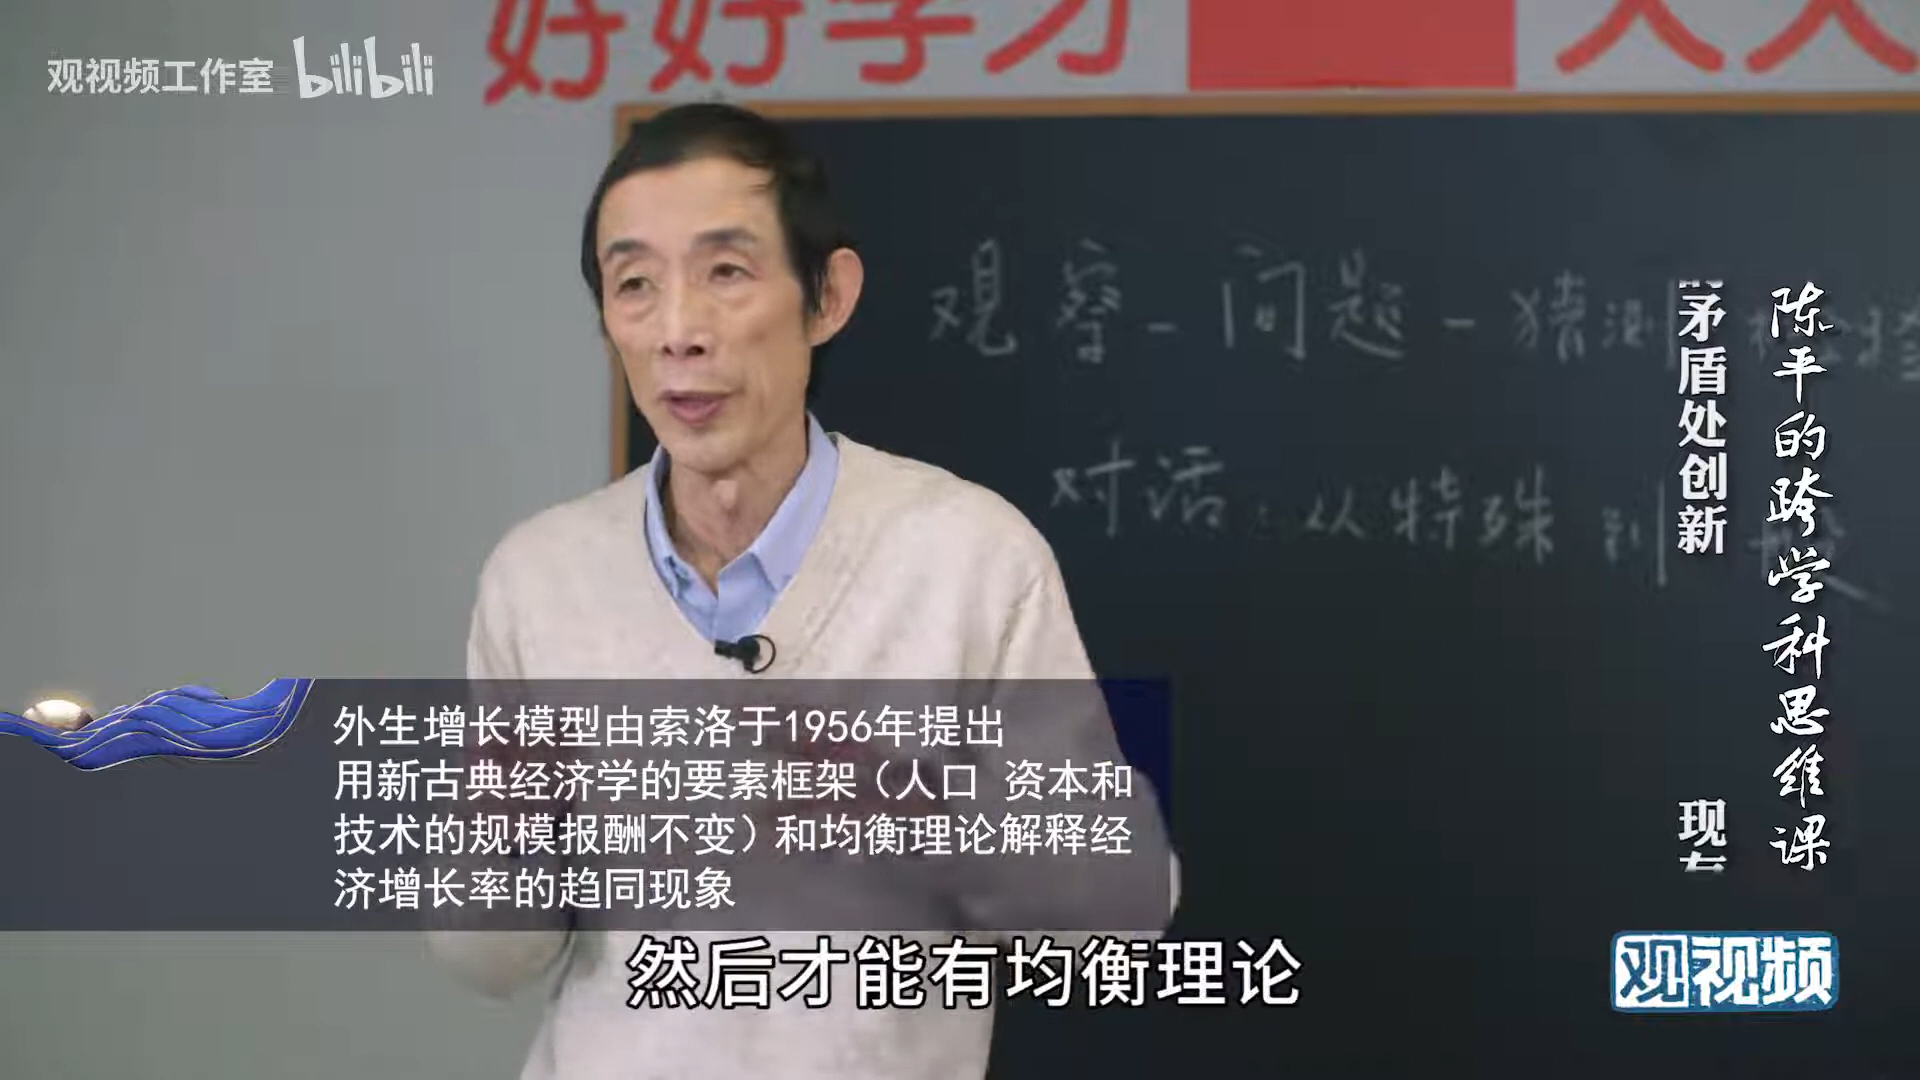 观视频工作室 bilibili
好好学习
观察-问题-猜测
对话:从特殊到一般
陈平的跨学科思维课
矛盾处创新
现有
外生增长模型由索洛于1956年提出
用新古典经济学的要素框架（人口 资本和
技术的规模报酬不变）和均衡理论解释经
济增长率的趋同现象
然后才能有均衡理论
观视频